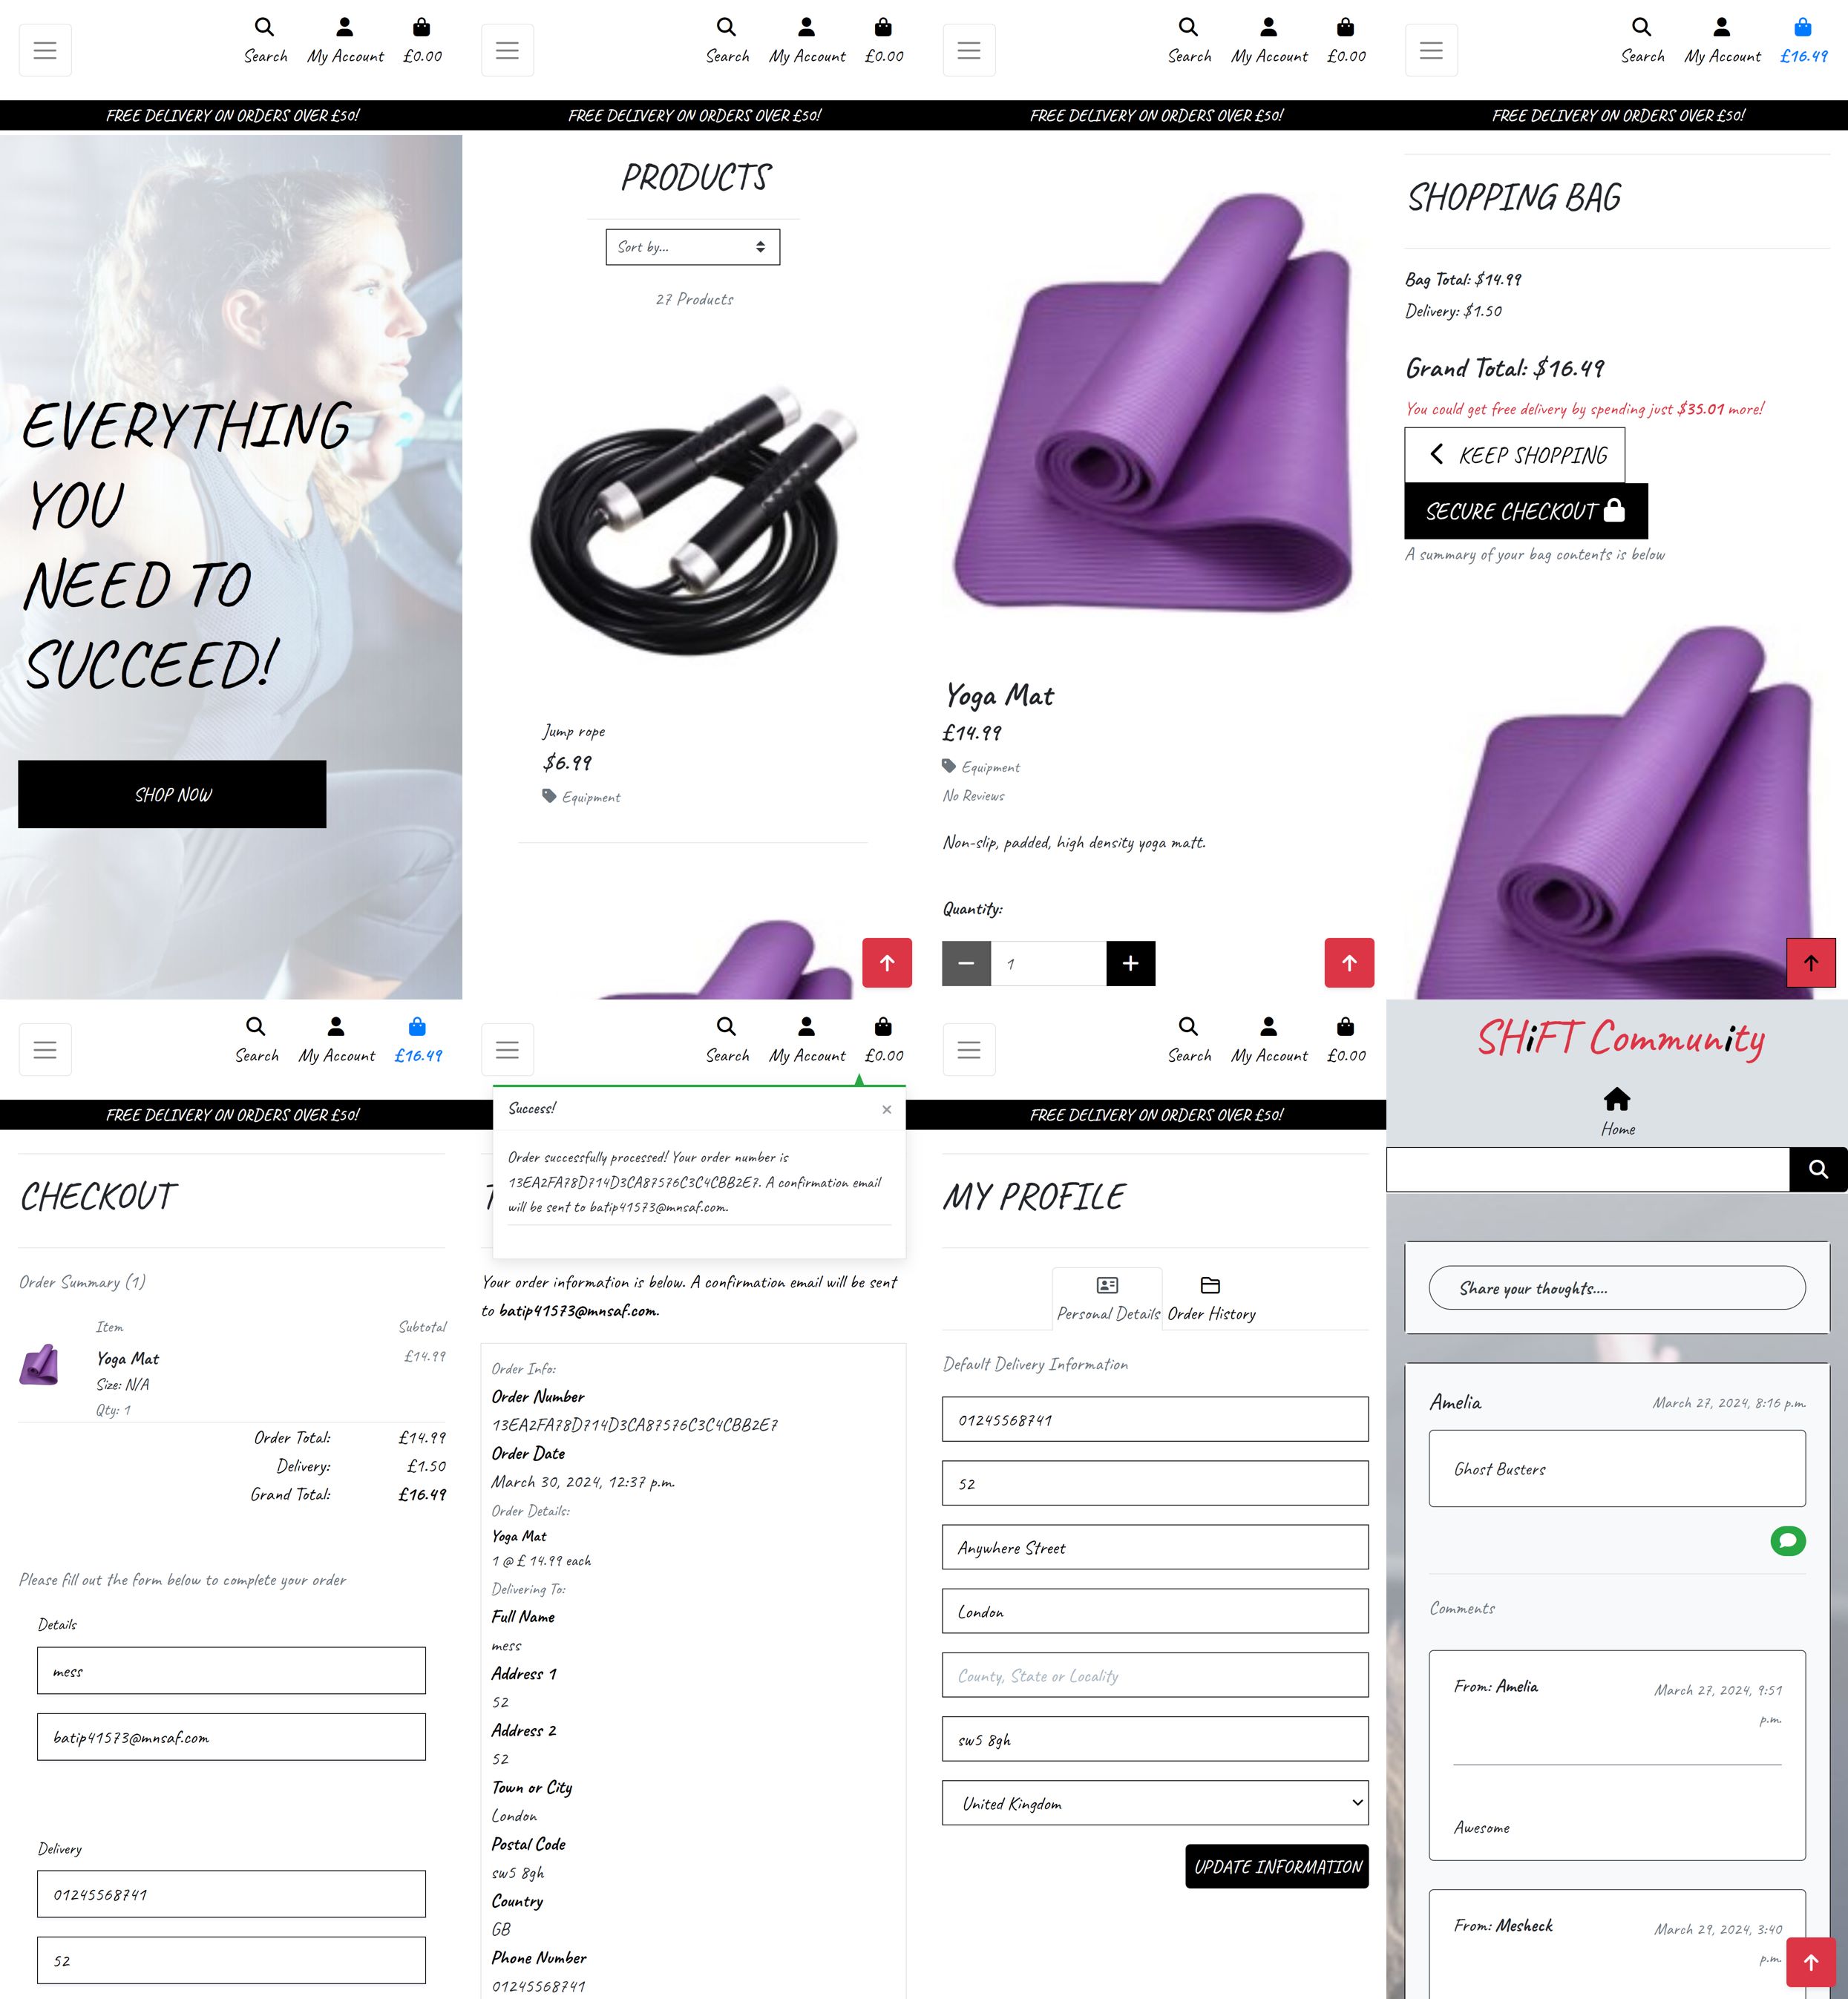 Search My Account £0.00
FREE DELIVERY ON ORDERS OVER £50!
EVERYTHING
YOU
NEED TO
SUCCEED!
SHOP NOW
Search My Account £0.00
FREE DELIVERY ON ORDERS OVER £50!
PRODUCTS
Sort by...
27 Products
Jump rope
$6.99
Equipment
Search My Account £0.00
FREE DELIVERY ON ORDERS OVER £50!
Yoga Mat
£14.99
Equipment
No Reviews
Non-slip, padded, high density yoga matt.
Quantity:
1
Search My Account £16.49
FREE DELIVERY ON ORDERS OVER £50!
SHOPPING BAG
Bag Total: $14.99
Delivery: $1.50
Grand Total: $16.49
You could get free delivery by spending just $35.01 more!
KEEP SHOPPING
SECURE CHECKOUT
A summary of your bag contents is below
Search My Account £16.49
FREE DELIVERY ON ORDERS OVER £50!
CHECKOUT
Order Summary (1)
Item Subtotal
Yoga Mat £14.99
Size: N/A
Qty: 1
Order Total: £14.99
Delivery: £1.50
Grand Total: £16.49
Please fill out the form below to complete your order
Details
mess
batip41573@mnsaf.com
Delivery
01245568741
52
Search My Account £0.00
Success! ×
Order successfully processed! Your order number is
13EA2FA78D714D3CA87576C3C4CBB2E7. A confirmation email
will be sent to batip41573@mnsaf.com.
Your order information is below. A confirmation email will be sent
to batip41573@mnsaf.com.
Order Info:
Order Number
13EA2FA78D714D3CA87576C3C4CBB2E7
Order Date
March 30, 2024, 12:37 p.m.
Order Details:
Yoga Mat
1 @ £ 14.99 each
Delivering To:
Full Name
mess
Address 1
52
Address 2
52
Town or City
London
Postal Code
sw5 8gh
Country
GB
Phone Number
01245568741
Search My Account £0.00
FREE DELIVERY ON ORDERS OVER £50!
MY PROFILE
Personal Details Order History
Default Delivery Information
01245568741
52
Anywhere Street
London
County, State or Locality
sw5 8gh
United Kingdom
UPDATE INFORMATION
SHiFT Community
Home
Share your thoughts....
Amelia March 27, 2024, 8:16 p.m.
Ghost Busters
Comments
From: Amelia March 27, 2024, 9:51
p.m.
Awesome
From: Mesheck March 29, 2024, 3:40
p.m.